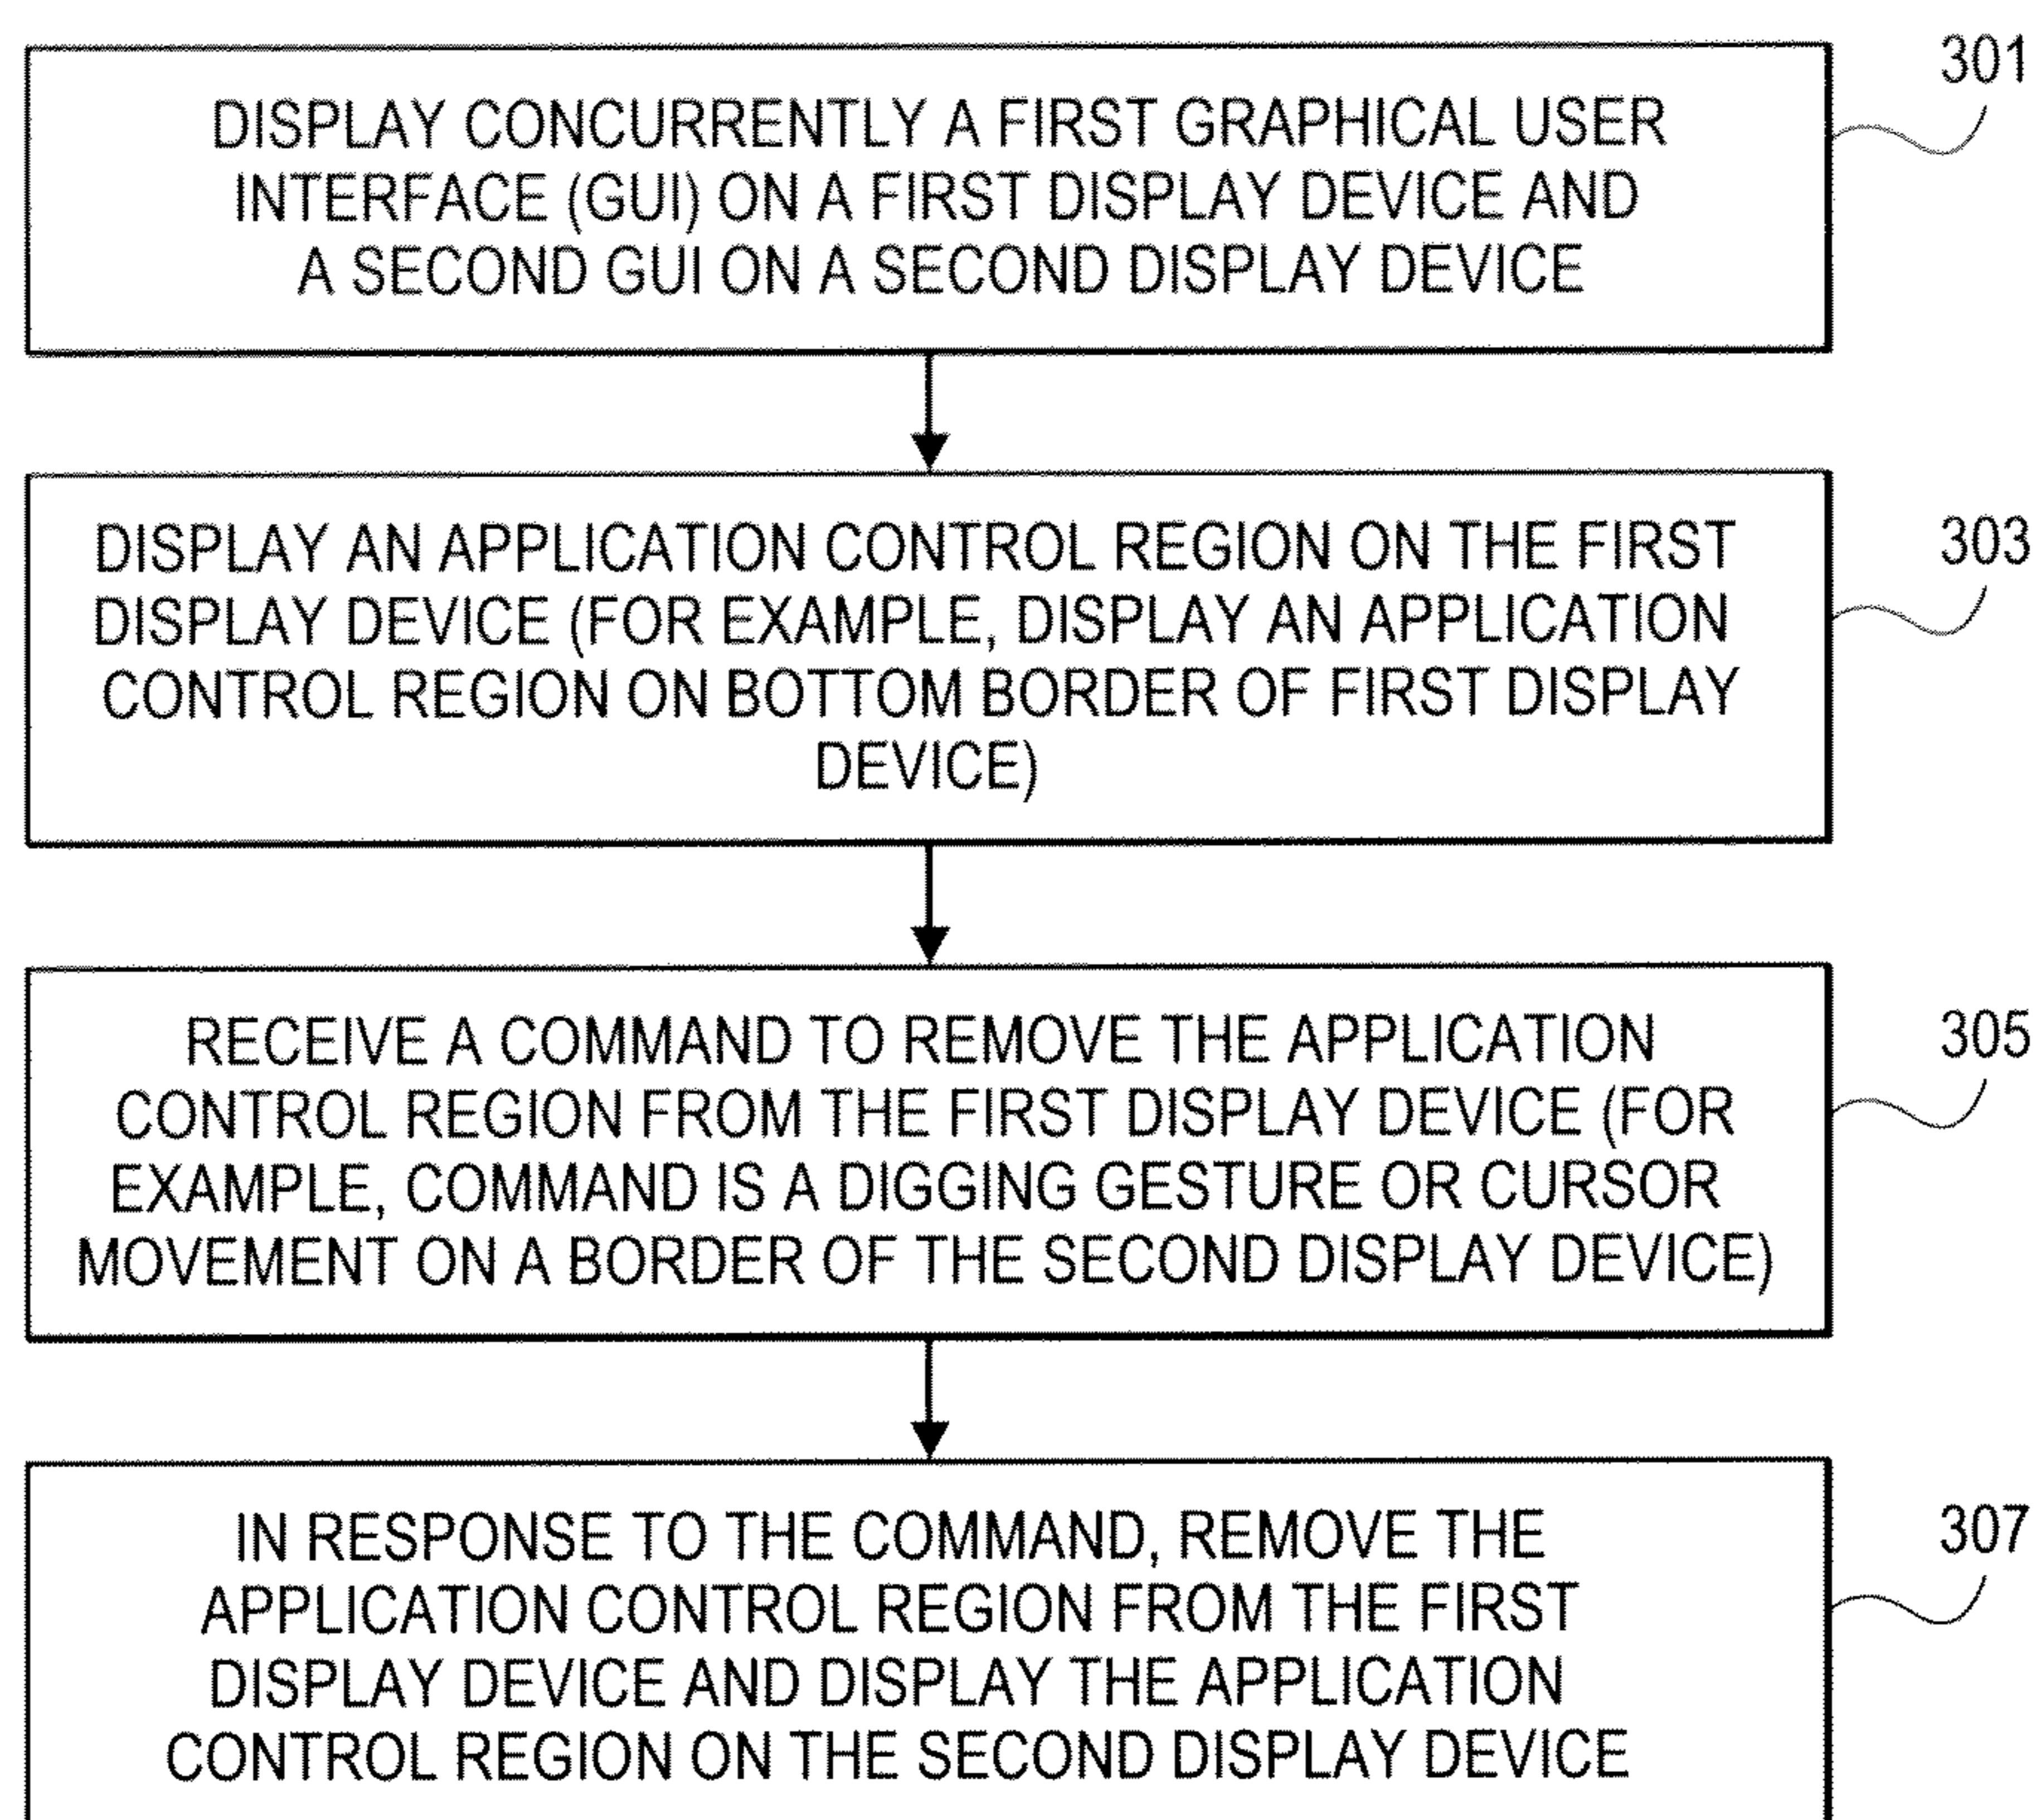 301
DISPLAY CONCURRENTLY A FIRST GRAPHICAL USER
INTERFACE (GUI) ON A FIRST DISPLAY DEVICE AND
A SECOND GUI ON A SECOND DISPLAY DEVICE
303
DISPLAY AN APPLICATION CONTROL REGION ON THE FIRST
DISPLAY DEVICE (FOR EXAMPLE, DISPLAY AN APPLICATION
CONTROL REGION ON BOTTOM BORDER OF FIRST DISPLAY
DEVICE)
305
RECEIVE A COMMAND TO REMOVE THE APPLICATION
CONTROL REGION FROM THE FIRST DISPLAY DEVICE (FOR
EXAMPLE, COMMAND IS A DIGGING GESTURE OR CURSOR
MOVEMENT ON A BORDER OF THE SECOND DISPLAY DEVICE)
307
IN RESPONSE TO THE COMMAND, REMOVE THE
APPLICATION CONTROL REGION FROM THE FIRST
DISPLAY DEVICE AND DISPLAY THE APPLICATION
CONTROL REGION ON THE SECOND DISPLAY DEVICE